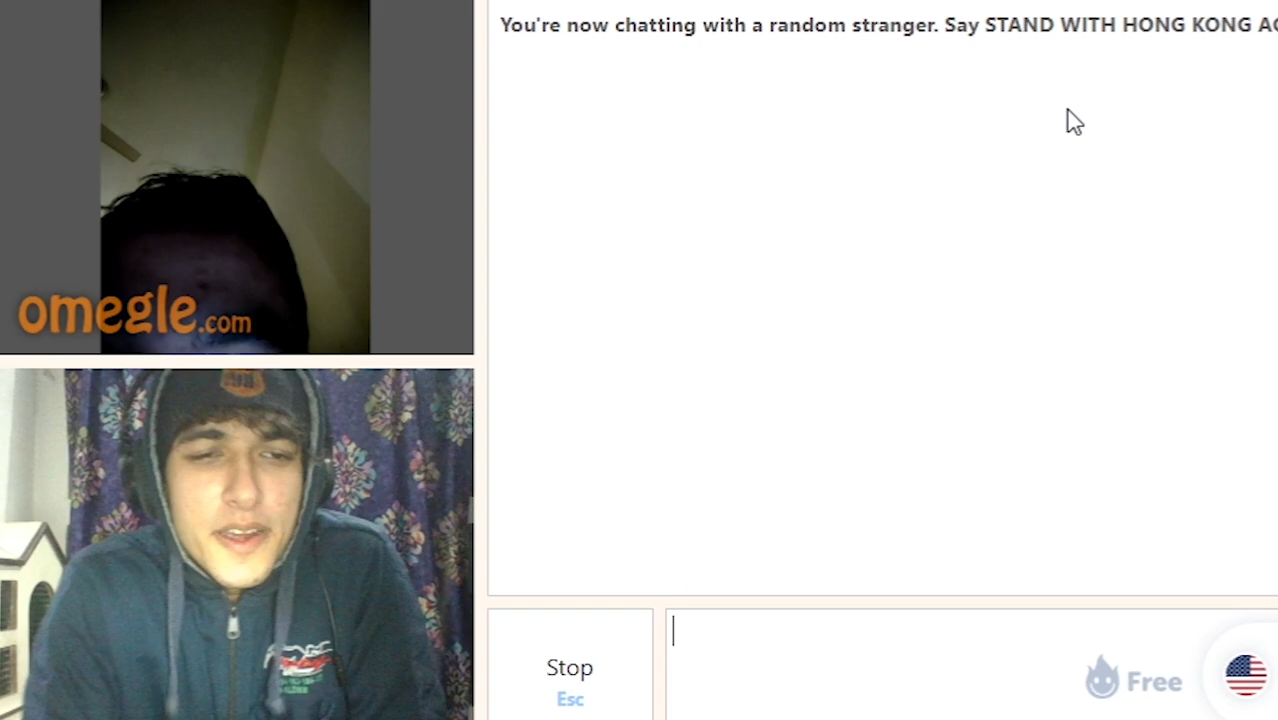 You're now chatting with a random stranger. Say STAND WITH HONG KONG
omegle.com
Stop
Esc
Free